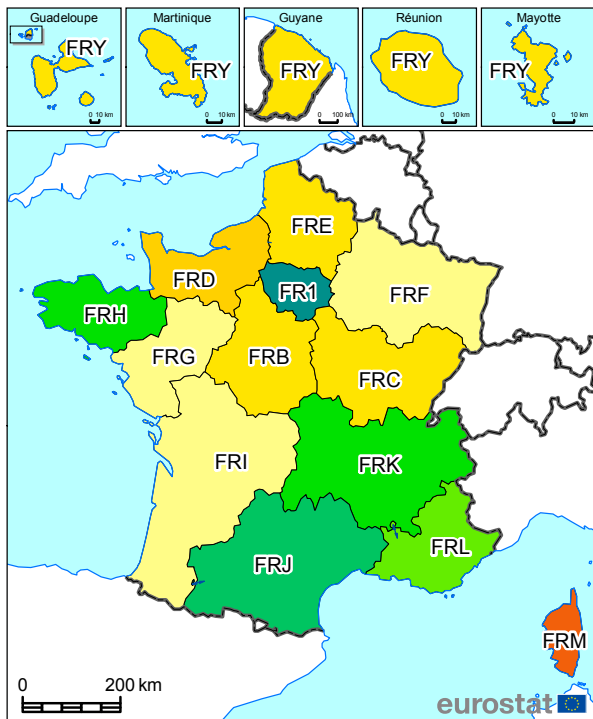 Guadeloupe
FRY
0 10 km
Martinique
FRY
0 10 km
Guyane
FRY
0 100 km
Réunion
FRY
0 10 km
Mayotte
FRY
0 10 km
FRE
FRD
FR1
FRF
FRH
FRG
FRB
FRC
FRI
FRK
FRJ
FRL
FRM
0 200 km
eurostat